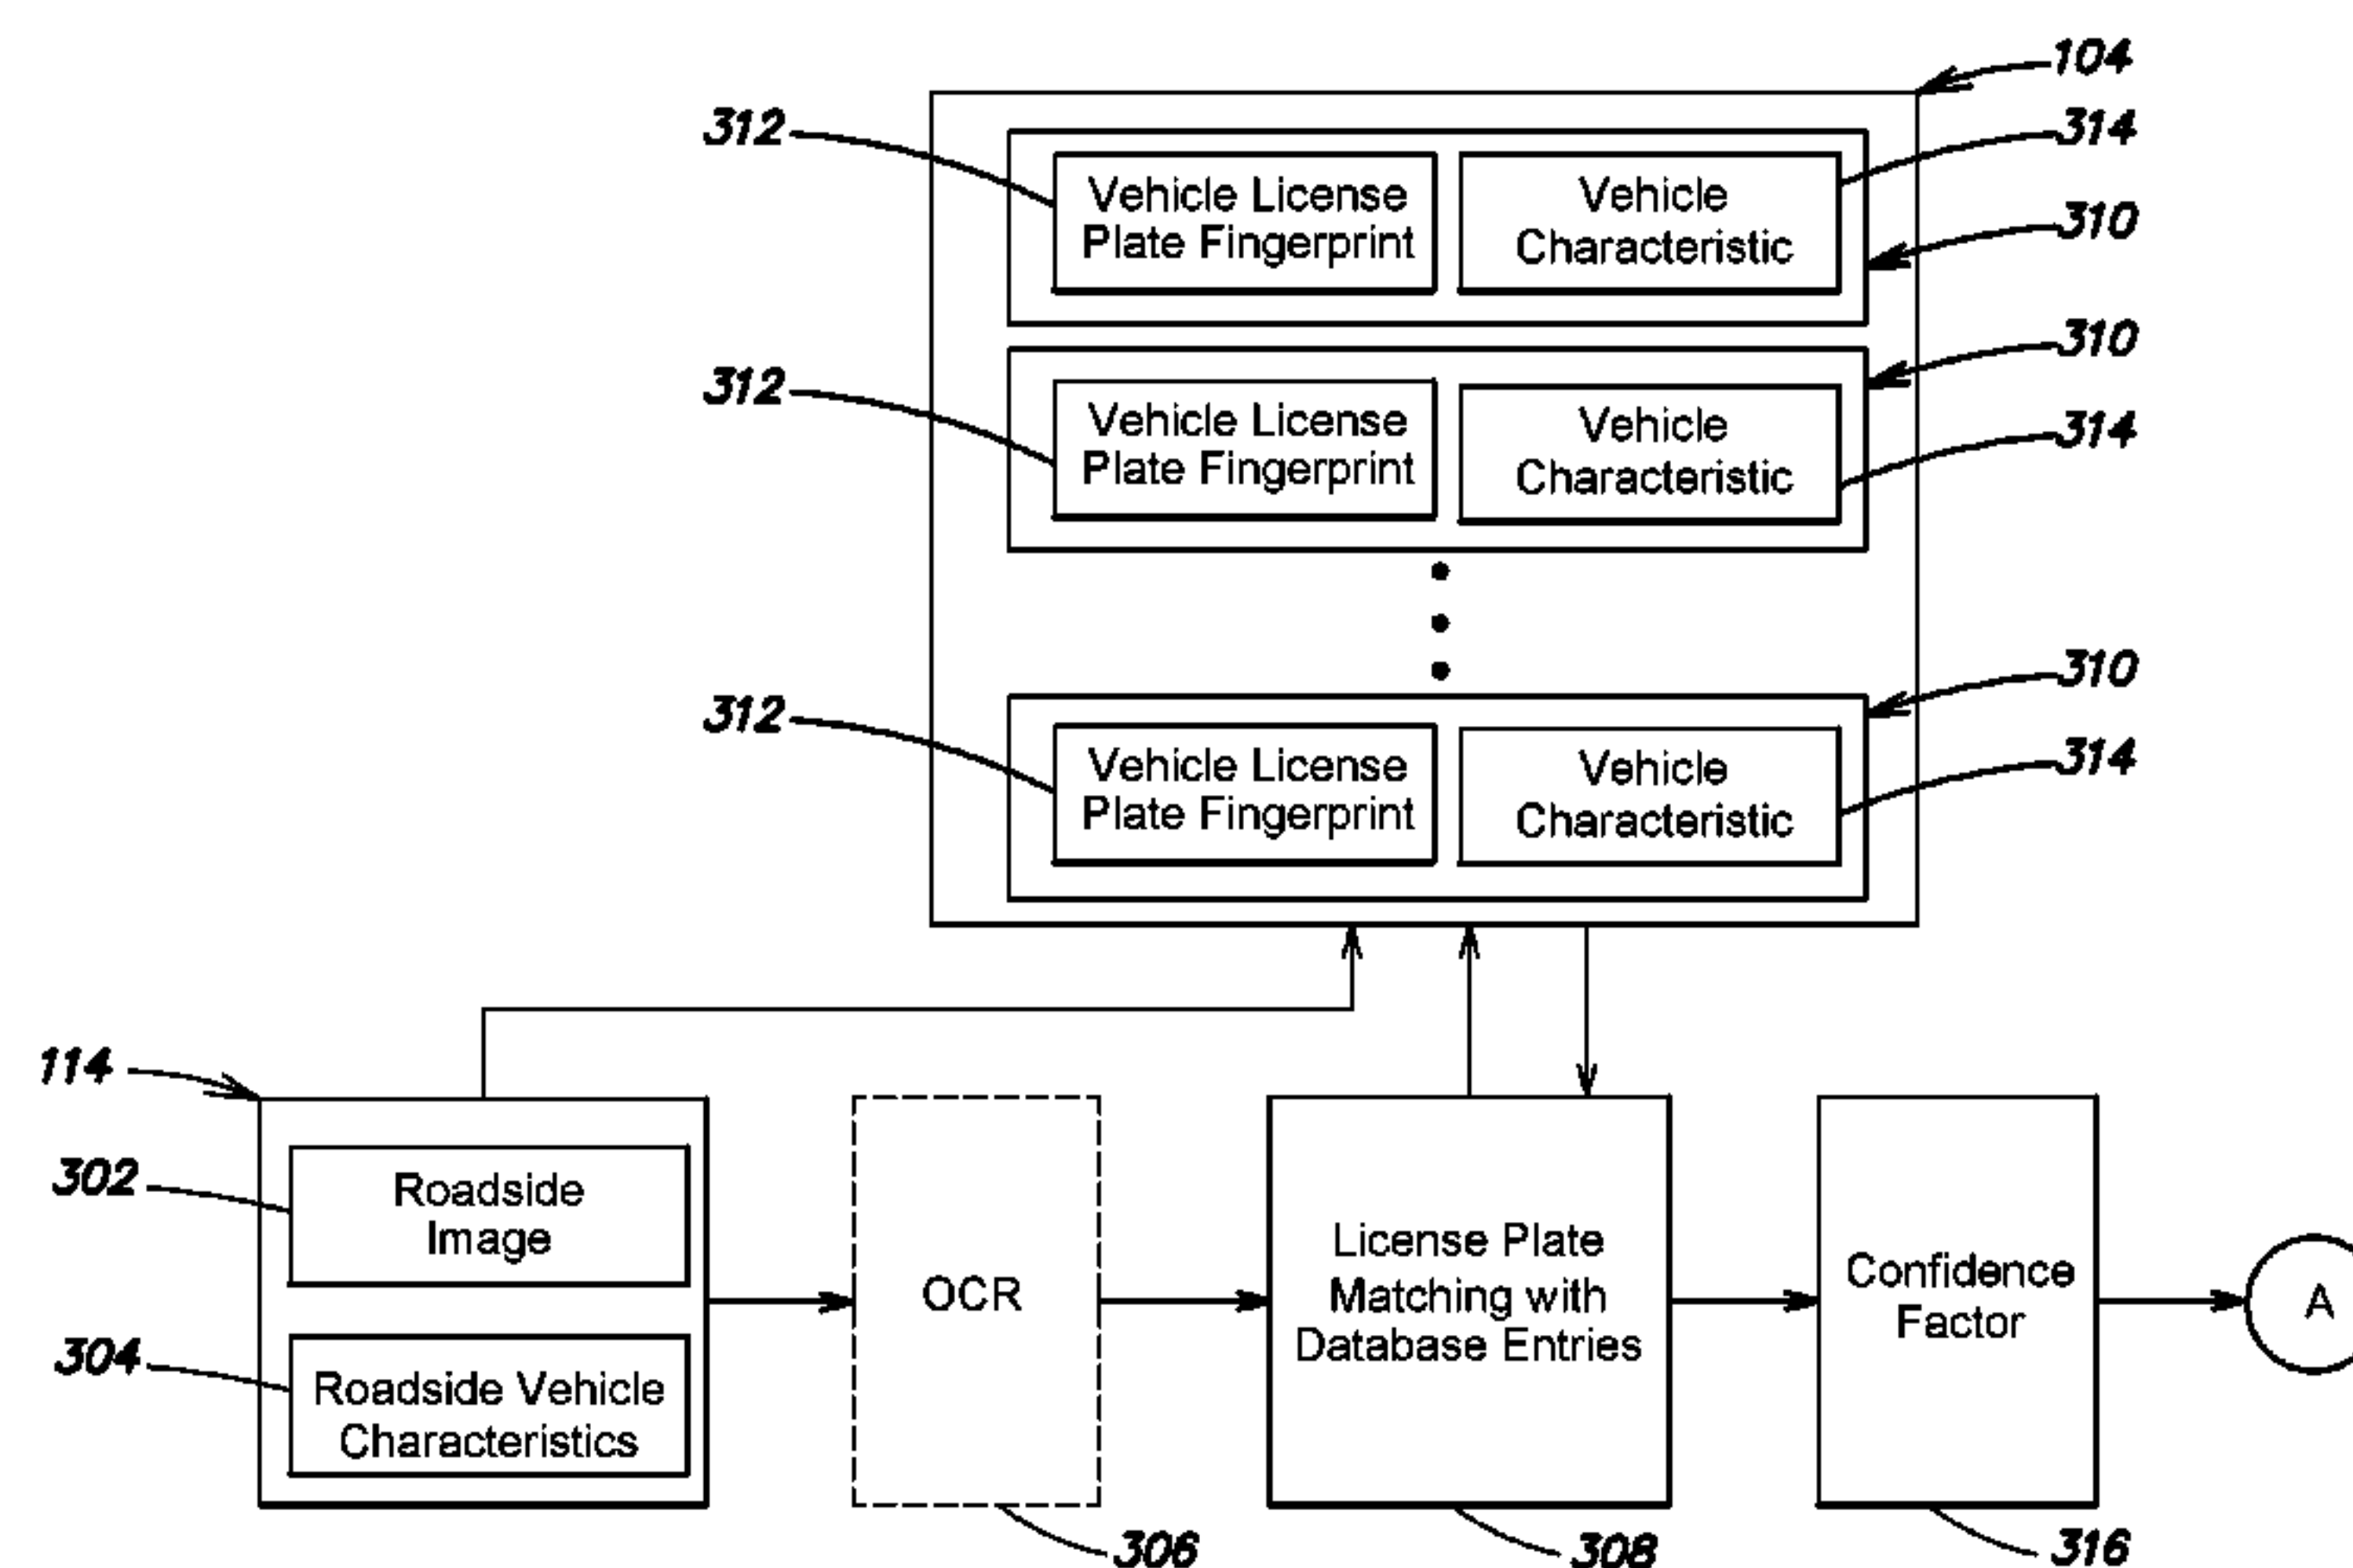 104
312
Vehicle License
Plate Fingerprint
Vehicle
Characteristic
314
310
310
312
Vehicle License
Plate Fingerprint
Vehicle
Characteristic
314
310
312
Vehicle License
Plate Fingerprint
Vehicle
Characteristic
314
114
302
Roadside
Image
304
Roadside Vehicle
Characteristics
OCR
306
License Plate
Matching with
Database Entries
308
Confidence
Factor
316
A